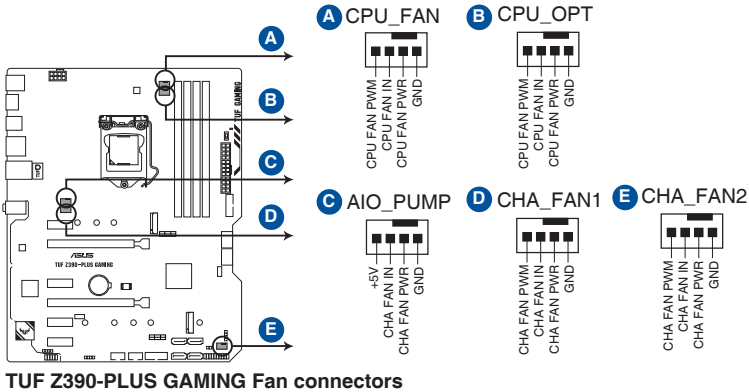 A CPU_FAN
CPU FAN PWM
CPU FAN IN
CPU FAN PWR
GND
B CPU_OPT
CPU FAN PWM
CPU FAN IN
CPU FAN PWR
GND
C AIO_PUMP
+5V
CHA FAN IN
CHA FAN PWR
GND
D CHA_FAN1
CHA FAN PWM
CHA FAN IN
CHA FAN PWR
GND
E CHA_FAN2
CHA FAN PWM
CHA FAN IN
CHA FAN PWR
GND
A
B
C
D
E
TUF GAMING
ASUS
TUF Z390-PLUS GAMING
TUF Z390-PLUS GAMING Fan connectors